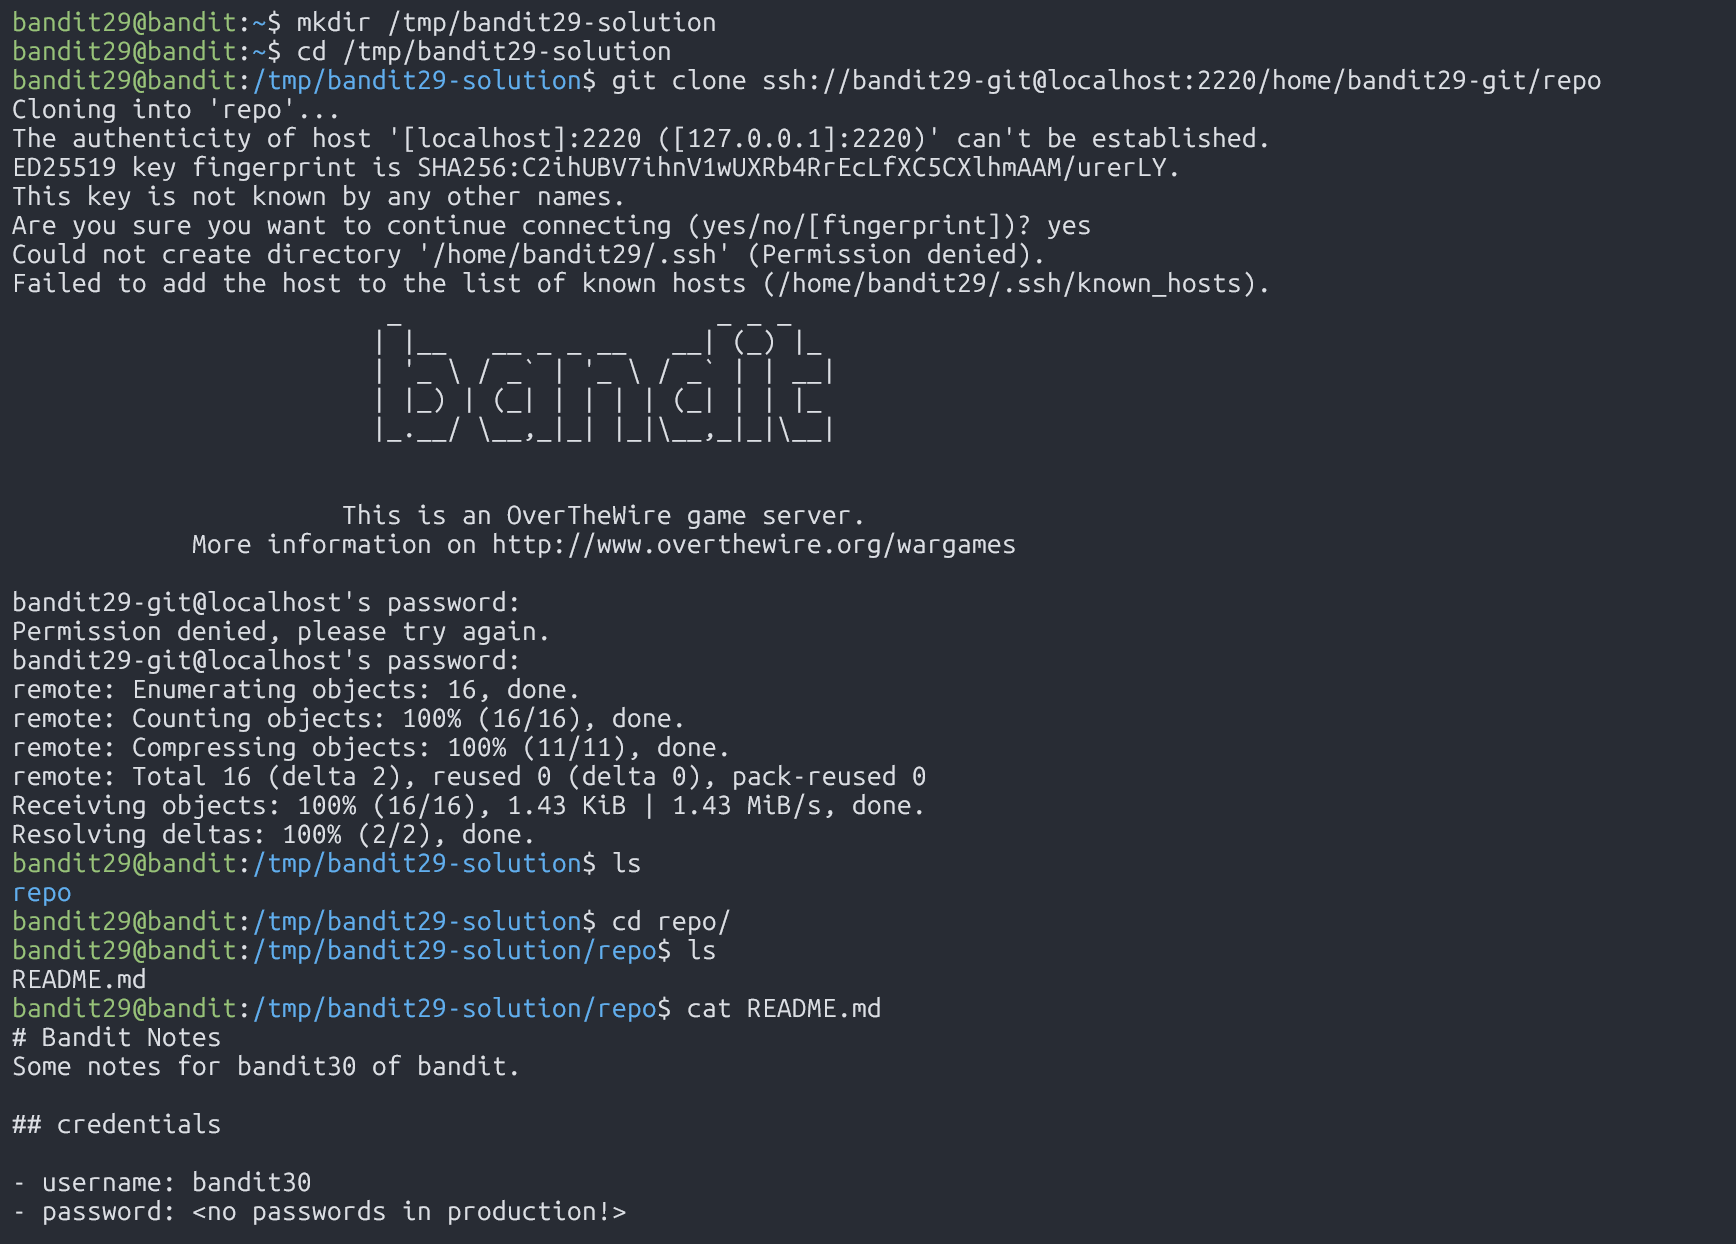 bandit29@bandit:~$ mkdir /tmp/bandit29-solution
bandit29@bandit:~$ cd /tmp/bandit29-solution
bandit29@bandit:/tmp/bandit29-solution$ git clone ssh://bandit29-git@localhost:2220/home/bandit29-git/repo
Cloning into 'repo'...
The authenticity of host '[localhost]:2220 ([127.0.0.1]:2220)' can't be established.
ED25519 key fingerprint is SHA256:C2ihUBV7ihnV1wUXRb4RrEcLfXC5CXlhmAAM/urerLY.
This key is not known by any other names.
Are you sure you want to continue connecting (yes/no/[fingerprint])? yes
Could not create directory '/home/bandit29/.ssh' (Permission denied).
Failed to add the host to the list of known hosts (/home/bandit29/.ssh/known_hosts).
                         _                     _ _ _
                        | |__   __ _ _ __   __| (_) |_
                        | '_ \ / _` | '_ \ / _` | | __|
                        | |_) | (_| | | | | (_| | | |_
                        |_.__/ \__,_|_| |_|\__,_|_|\__|
                      This is an OverTheWire game server.
            More information on http://www.overthewire.org/wargames
bandit29-git@localhost's password:
Permission denied, please try again.
bandit29-git@localhost's password:
remote: Enumerating objects: 16, done.
remote: Counting objects: 100% (16/16), done.
remote: Compressing objects: 100% (11/11), done.
remote: Total 16 (delta 2), reused 0 (delta 0), pack-reused 0
Receiving objects: 100% (16/16), 1.43 KiB | 1.43 MiB/s, done.
Resolving deltas: 100% (2/2), done.
bandit29@bandit:/tmp/bandit29-solution$ ls
repo
bandit29@bandit:/tmp/bandit29-solution$ cd repo/
bandit29@bandit:/tmp/bandit29-solution/repo$ ls
README.md
bandit29@bandit:/tmp/bandit29-solution/repo$ cat README.md
# Bandit Notes
Some notes for bandit30 of bandit.
## credentials
- username: bandit30
- password: <no passwords in production!>